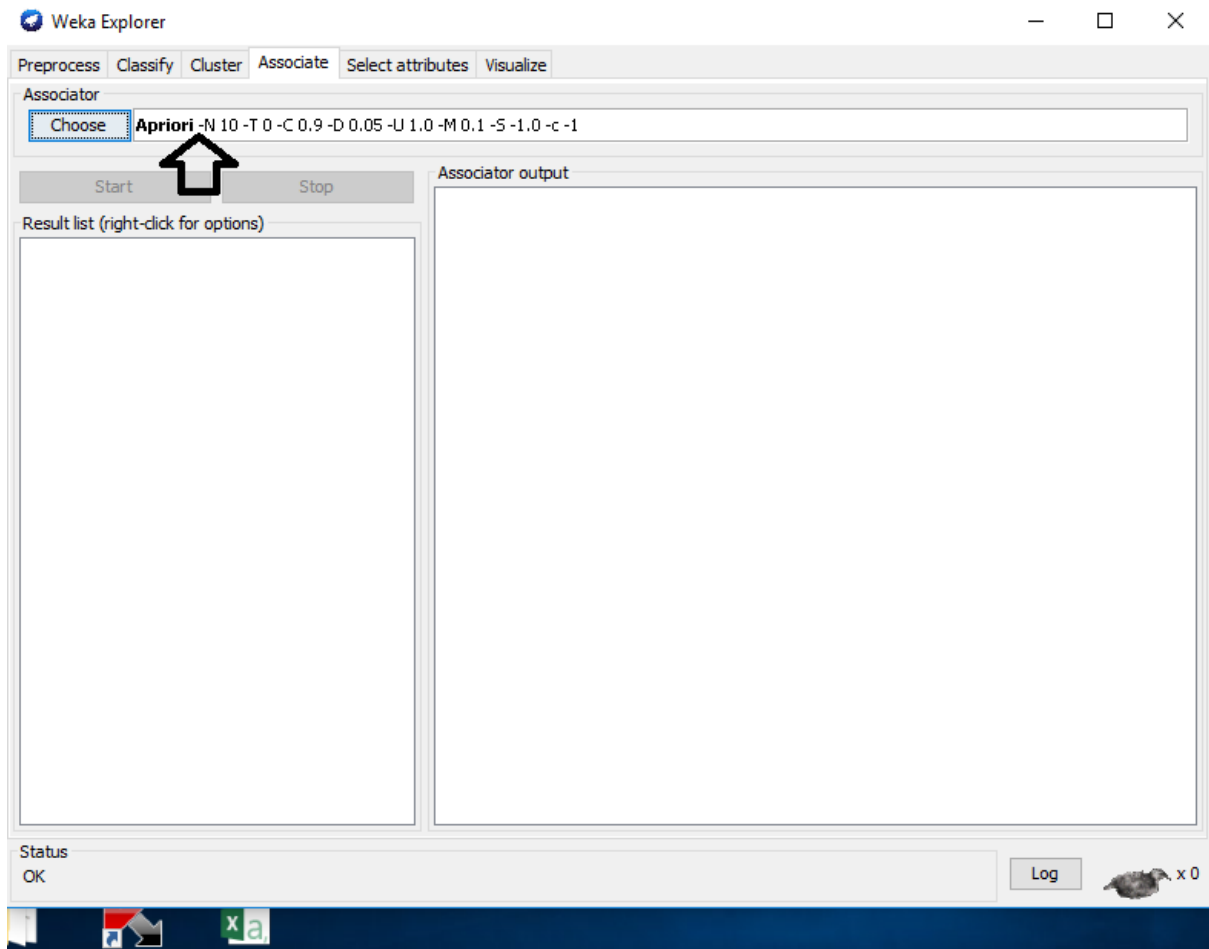 Weka Explorer
Preprocess Classify Cluster Associate Select attributes Visualize
Associator
Choose Apriori -N 10 -T 0 -C 0.9 -D 0.05 -U 1.0 -M 0.1 -S -1.0 -c -1
Start Stop
Associator output
Result list (right-click for options)
Status
OK
Log x 0
X a,